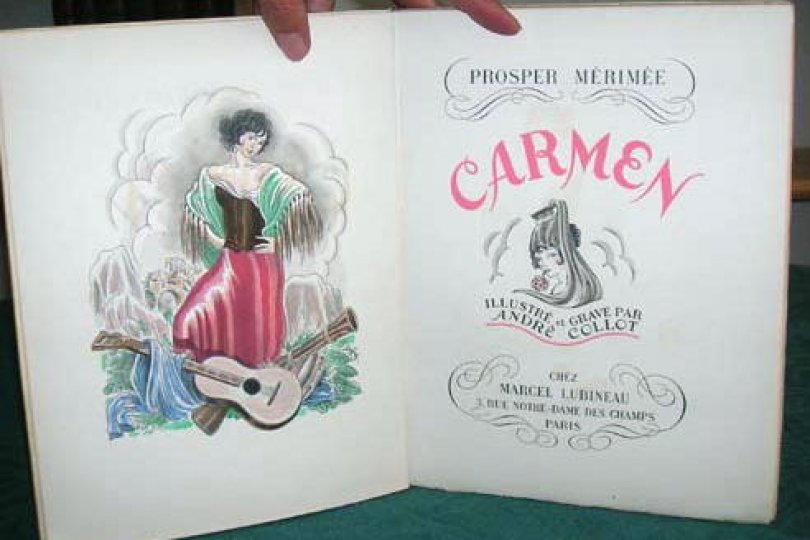 PROSPER MÉRIMÉE
CARMEN
ILLUSTRÉ et GRAVÉ PAR
ANDRÉ COLLOT
CHEZ
MARCEL LUBINEAU
3, RUE NOTRE-DAME DES CHAMPS
PARIS